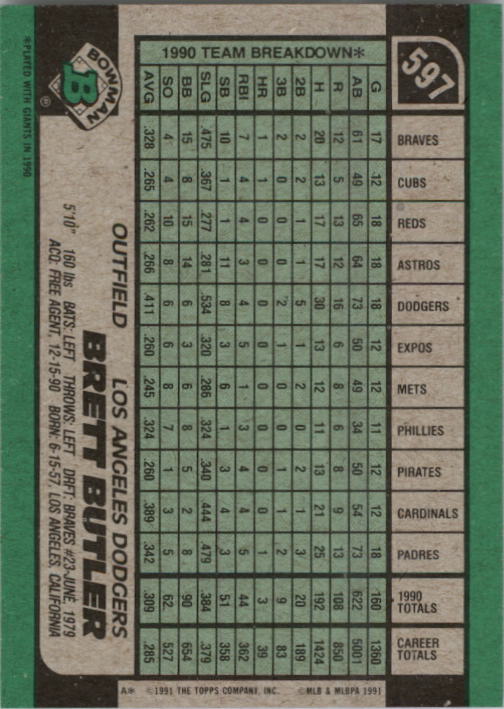 597
1990 TEAM BREAKDOWN*
G AB R H 2B 3B HR RBI SB SLG BB SO AVG
BRAVES 17 61 12 20 2 2 1 7 10 .475 15 4 .328
CUBS 12 49 5 13 2 0 1 4 1 .367 8 4 .265
REDS 18 65 13 17 1 0 0 4 1 .277 15 10 .262
ASTROS 18 64 12 17 1 0 0 3 11 .281 14 8 .266
DODGERS 18 73 16 30 5 2 0 4 8 .534 6 6 .411
EXPOS 12 50 6 13 1 1 0 5 3 .320 3 6 .260
METS 12 49 8 12 2 0 0 1 6 .286 6 8 .245
PHILLIES 11 34 6 11 0 0 0 3 1 .324 8 7 .324
PIRATES 12 50 8 13 2 1 0 4 3 .340 5 1 .260
CARDINALS 12 54 9 21 1 1 0 4 4 .444 2 3 .389
PADRES 18 73 13 25 3 2 1 5 3 .479 8 5 .342
1990 TOTALS 160 622 108 192 20 9 3 44 51 .384 90 62 .309
CAREER TOTALS 1360 5001 850 1424 189 83 39 362 358 .379 654 527 .285
BOWMAN
B
®
OUTFIELD LOS ANGELES DODGERS
BRETT BUTLER
5'10" 160 lbs BATS: LEFT THROWS: LEFT DRFT: BRAVES #23-JUNE, 1979
ACQ: FREE AGENT, 12-15-90 BORN: 6-15-57, LOS ANGELES, CALIFORNIA
*PLAYED WITH GIANTS IN 1990
A* ©1991 THE TOPPS COMPANY, INC. ©MLB & MLBPA 1991